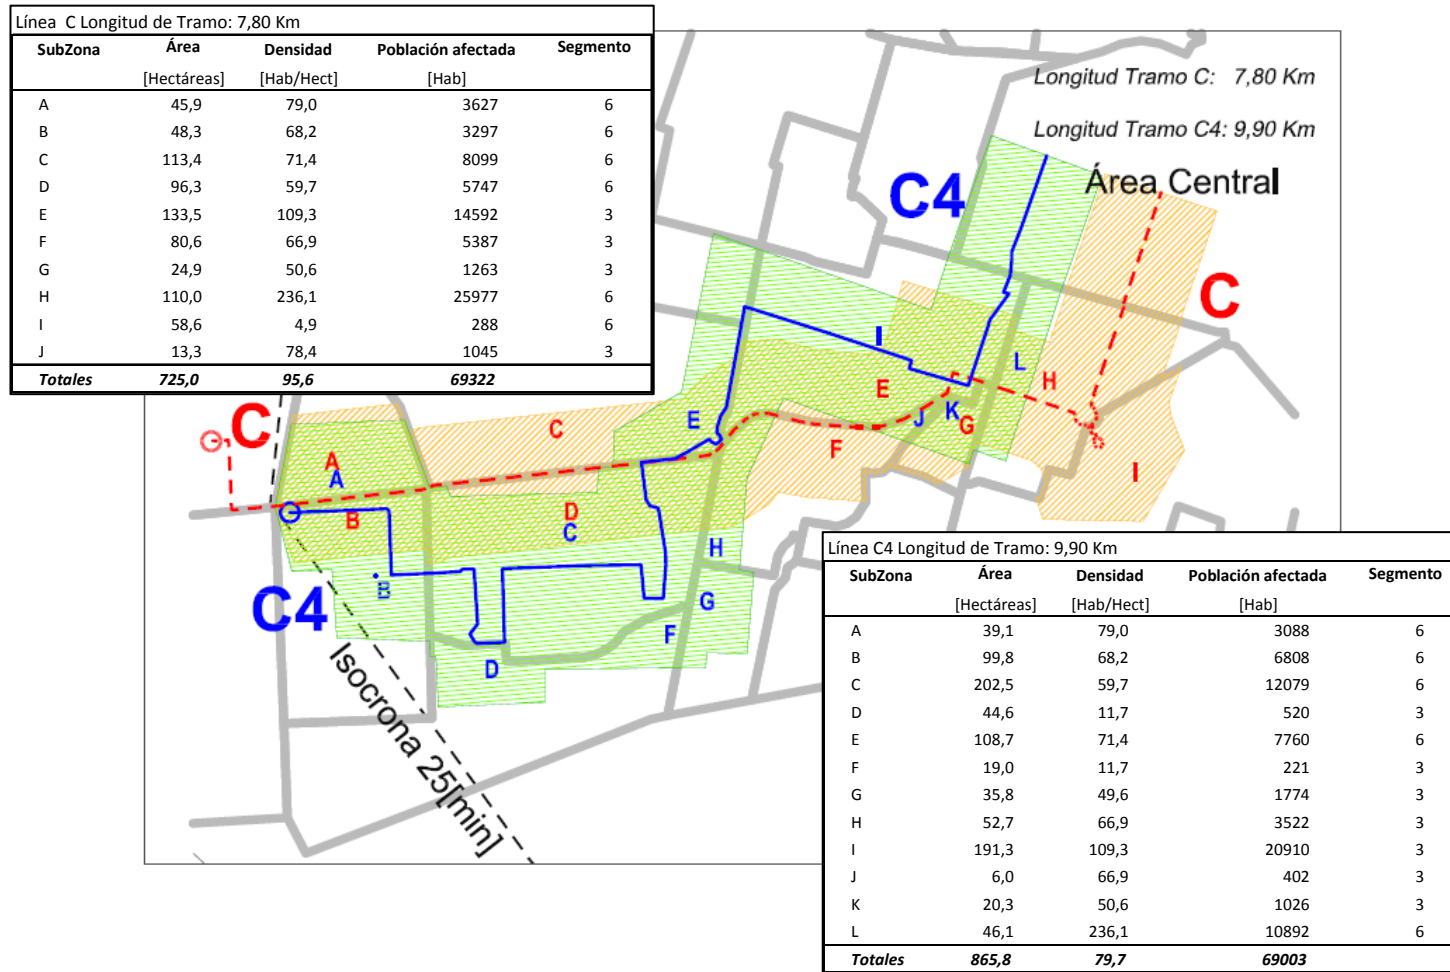 Línea C Longitud de Tramo: 7,80 Km
SubZona Área Densidad Población afectada Segmento
[Hectáreas] [Hab/Hect] [Hab]
A 45,9 79,0 3627 6
B 48,3 68,2 3297 6
C 113,4 71,4 8099 6
D 96,3 59,7 5747 6
E 133,5 109,3 14592 3
F 80,6 66,9 5387 3
G 24,9 50,6 1263 3
H 110,0 236,1 25977 6
I 58,6 4,9 288 6
J 13,3 78,4 1045 3
Totales 725,0 95,6 69322
Longitud Tramo C: 7,80 Km
Longitud Tramo C4: 9,90 Km
Área Central
C4
C
I
L
E
H
K
J
G
C
E
F
C
A
A
I
B
D
C
H
B
C4
G
F
D
Isocrona 25[min]
Línea C4 Longitud de Tramo: 9,90 Km
SubZona Área Densidad Población afectada Segmento
[Hectáreas] [Hab/Hect] [Hab]
A 39,1 79,0 3088 6
B 99,8 68,2 6808 6
C 202,5 59,7 12079 6
D 44,6 11,7 520 3
E 108,7 71,4 7760 6
F 19,0 11,7 221 3
G 35,8 49,6 1774 3
H 52,7 66,9 3522 3
I 191,3 109,3 20910 3
J 6,0 66,9 402 3
K 20,3 50,6 1026 3
L 46,1 236,1 10892 6
Totales 865,8 79,7 69003